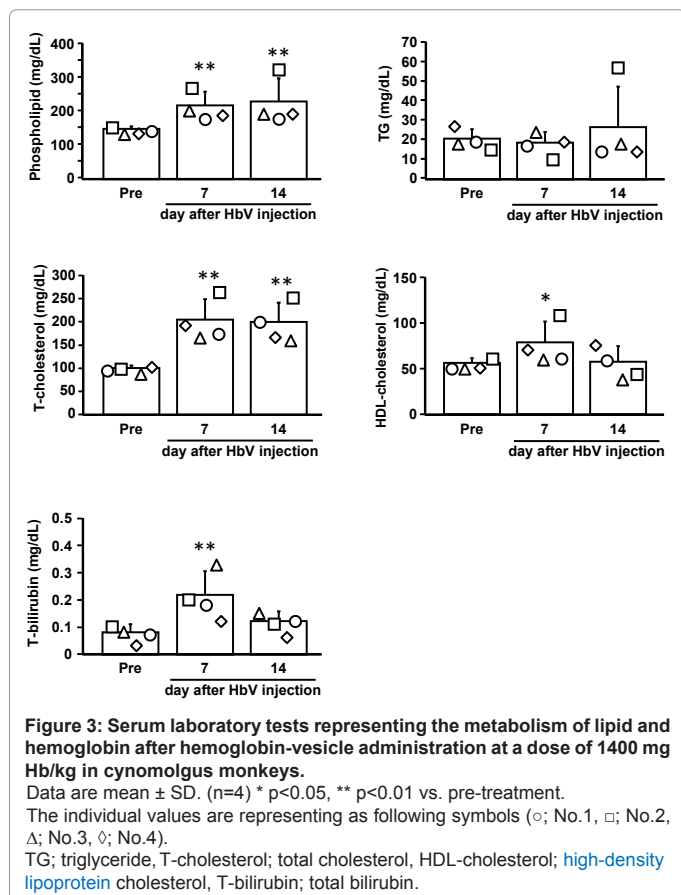 Phospholipid (mg/dL)
400
300
200
100
0
**
**
Pre
7
14
day after HbV injection
TG (mg/dL)
70
60
50
40
30
20
10
0
Pre
7
14
day after HbV injection
T-cholesterol (mg/dL)
300
250
200
150
100
50
0
**
**
Pre
7
14
day after HbV injection
HDL-cholesterol (mg/dL)
150
100
50
0
*
Pre
7
14
day after HbV injection
T-bilirubin (mg/dL)
0.5
0.4
0.3
0.2
0.1
0
**
Pre
7
14
day after HbV injection
Figure 3: Serum laboratory tests representing the metabolism of lipid and
hemoglobin after hemoglobin-vesicle administration at a dose of 1400 mg
Hb/kg in cynomolgus monkeys.
Data are mean ± SD. (n=4) * p<0.05, ** p<0.01 vs. pre-treatment.
The individual values are representing as following symbols (○; No.1, □; No.2,
Δ; No.3, ◊; No.4).
TG; triglyceride, T-cholesterol; total cholesterol, HDL-cholesterol; high-density
lipoprotein cholesterol, T-bilirubin; total bilirubin.